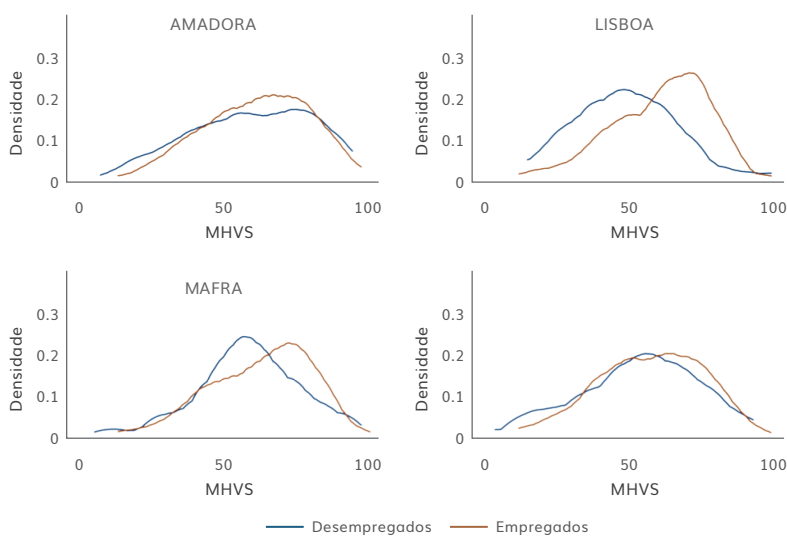 AMADORA
Densidade
0.3
0.2
0.1
0
0 50 100
MHVS
LISBOA
Densidade
0.3
0.2
0.1
0
0 50 100
MHVS
MAFRA
Densidade
0.3
0.2
0.1
0
0 50 100
MHVS
Densidade
0.3
0.2
0.1
0
0 50 100
MHVS
Desempregados Empregados